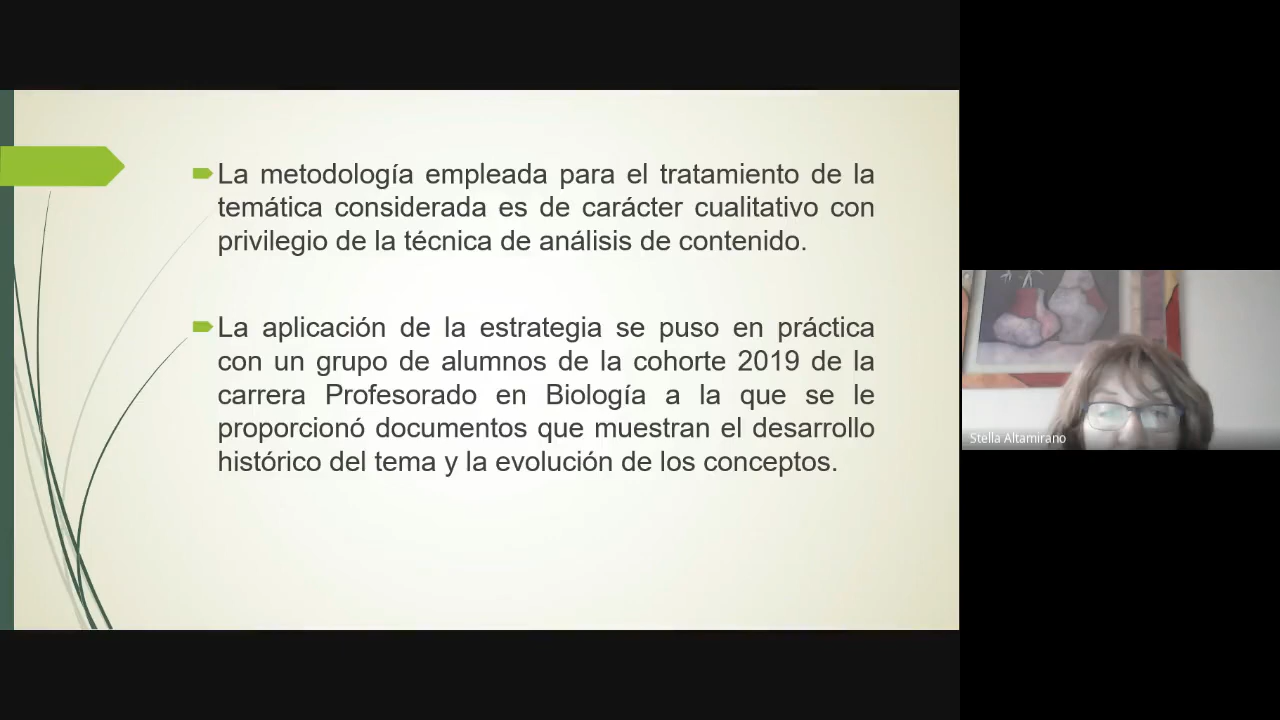 La metodología empleada para el tratamiento de la
temática considerada es de carácter cualitativo con
privilegio de la técnica de análisis de contenido.
La aplicación de la estrategia se puso en práctica
con un grupo de alumnos de la cohorte 2019 de la
carrera Profesorado en Biología a la que se le
proporcionó documentos que muestran el desarrollo
histórico del tema y la evolución de los conceptos.
Stella Altamirano